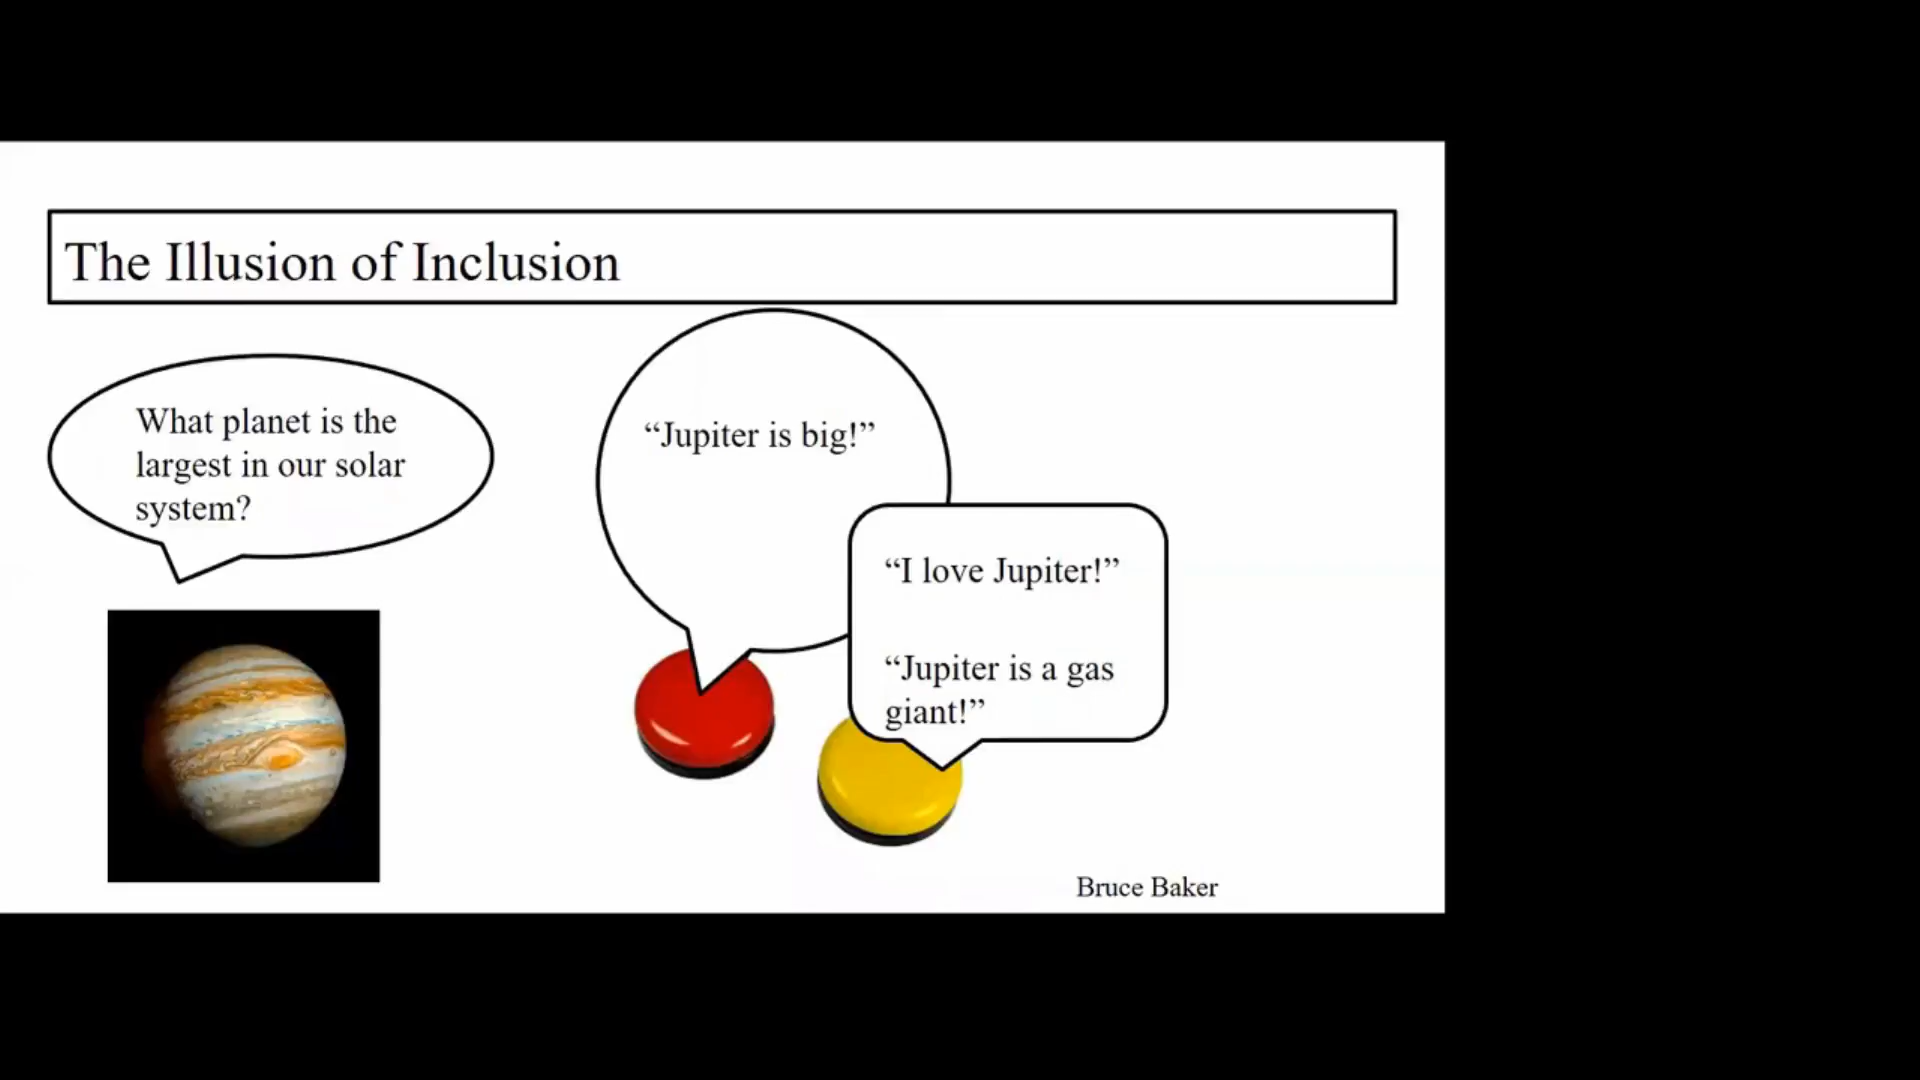 The Illusion of Inclusion
What planet is the
largest in our solar
system?
“Jupiter is big!”
“I love Jupiter!”
“Jupiter is a gas
giant!”
Bruce Baker